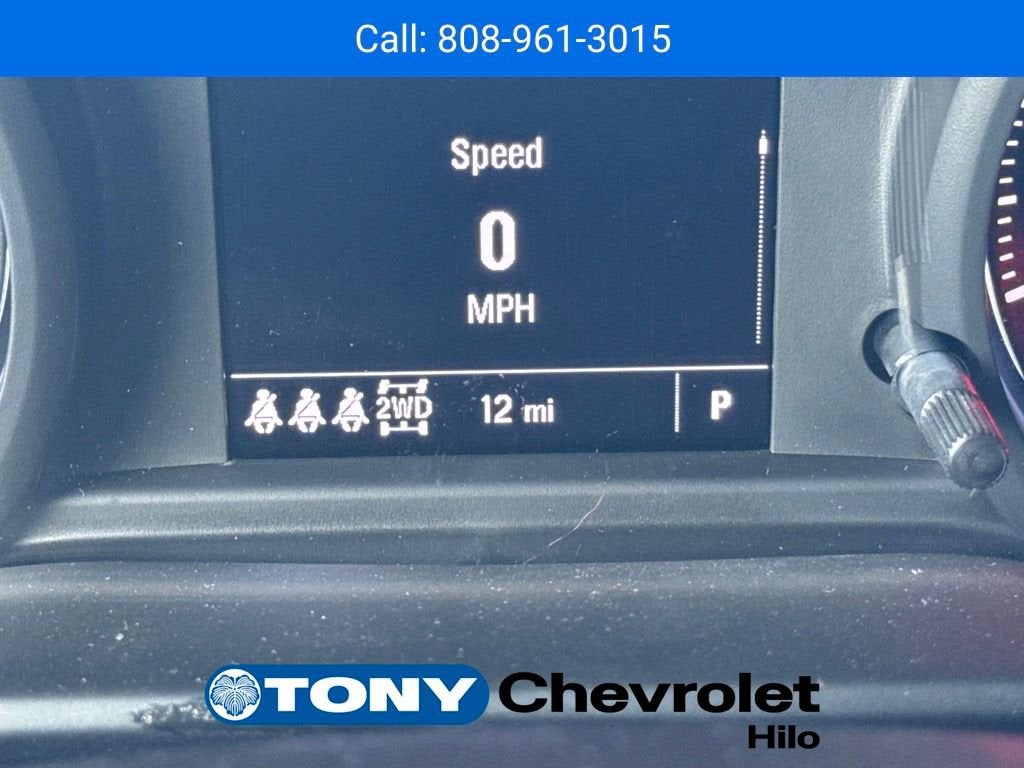 Call: 808-961-3015
Speed
0
MPH
2WD
12 mi
P
TONY Chevrolet
Hilo